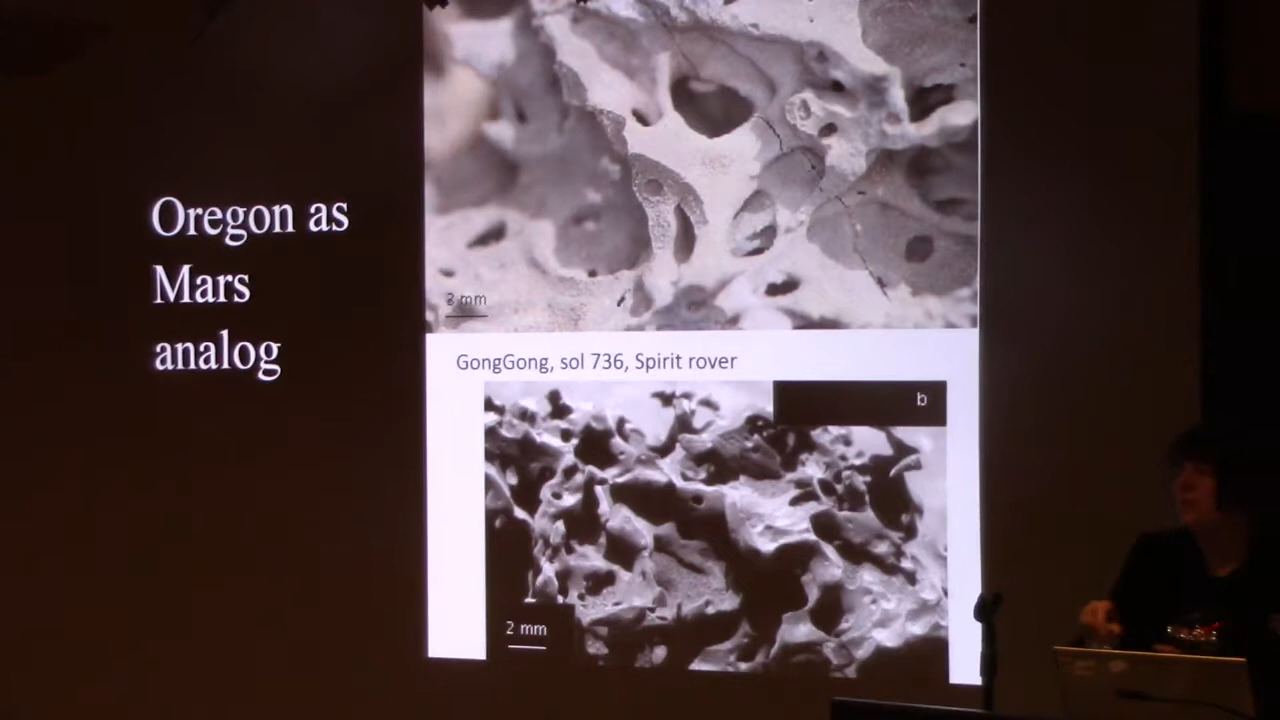 Oregon as
Mars
analog
3 mm
GongGong, sol 736, Spirit rover
b
2 mm